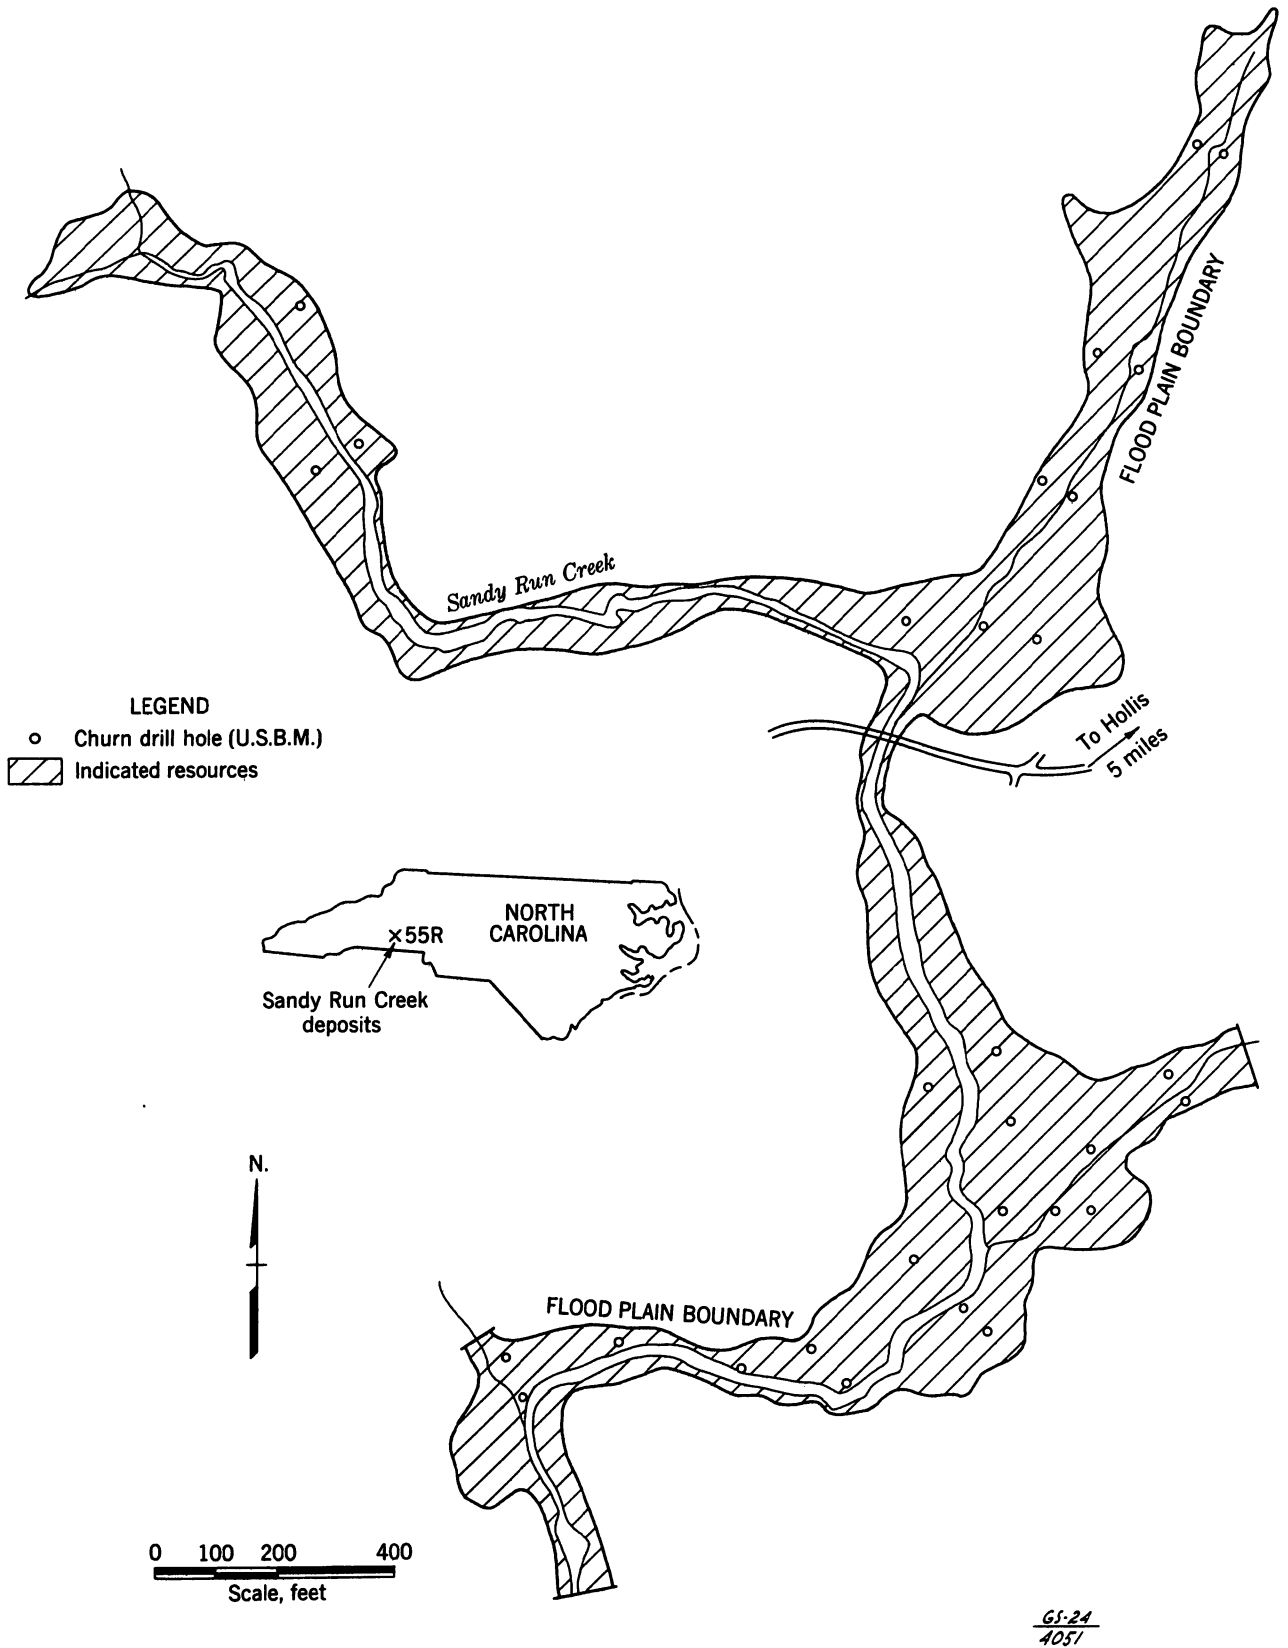 FLOOD PLAIN BOUNDARY
Sandy Run Creek
LEGEND
Churn drill hole (U.S.B.M.)
Indicated resources
To Hollis
5 miles
NORTH
CAROLINA
×55R
Sandy Run Creek
deposits
N.
FLOOD PLAIN BOUNDARY
0 100 200 400
Scale, feet
GS-24
4051